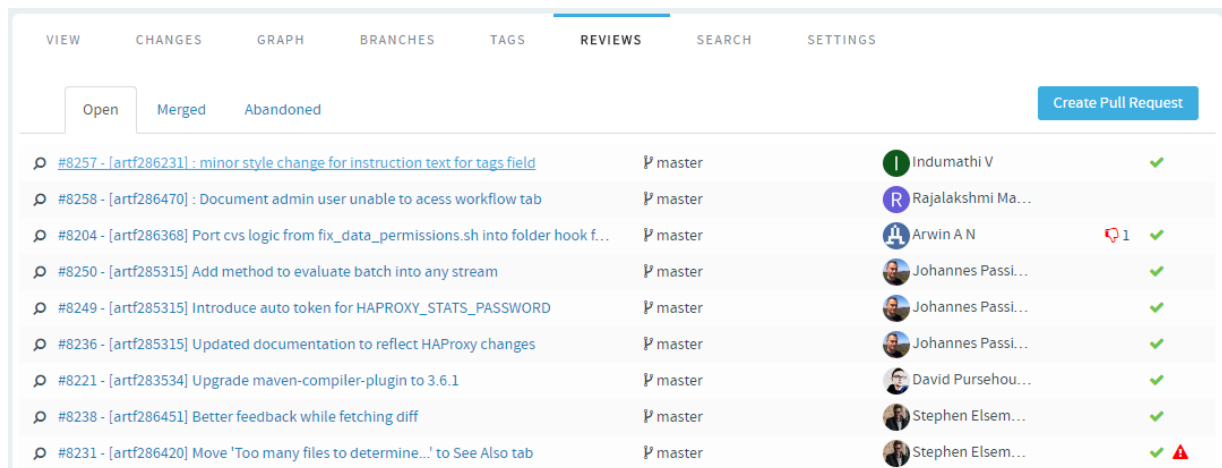 VIEW CHANGES GRAPH BRANCHES TAGS REVIEWS SEARCH SETTINGS
Open Merged Abandoned Create Pull Request
#8257 - [artf286231] : minor style change for instruction text for tags field master I Indumathi V
#8258 - [artf286470] : Document admin user unable to acess workflow tab master R Rajalakshmi Ma...
#8204 - [artf286368] Port cvs logic from fix_data_permissions.sh into folder hook f... master Arwin A N 1
#8250 - [artf285315] Add method to evaluate batch into any stream master Johannes Passi...
#8249 - [artf285315] Introduce auto token for HAPROXY_STATS_PASSWORD master Johannes Passi...
#8236 - [artf285315] Updated documentation to reflect HAProxy changes master Johannes Passi...
#8221 - [artf283534] Upgrade maven-compiler-plugin to 3.6.1 master David Pursehou...
#8238 - [artf286451] Better feedback while fetching diff master Stephen Elsem...
#8231 - [artf286420] Move 'Too many files to determine...' to See Also tab master Stephen Elsem...